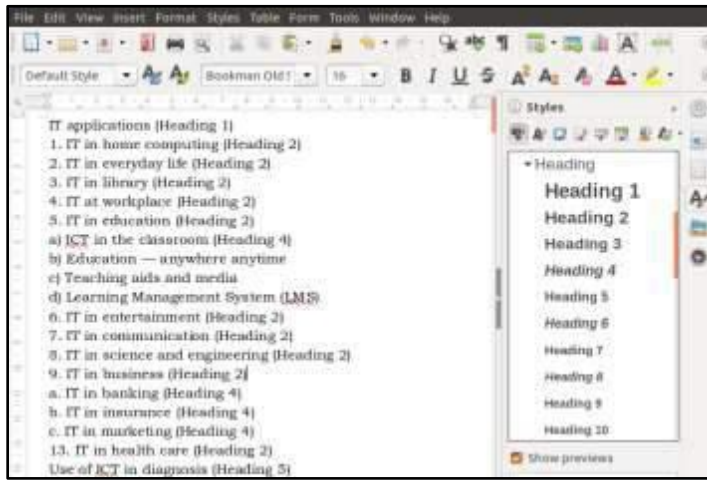 File Edit View Insert Format Styles Table Form Tools Window Help
Default Style
Bookman Old
16
B I U S
Styles
IT applications (Heading 1)
1. IT in home computing (Heading 2)
2. IT in everyday life (Heading 2)
3. IT in library (Heading 2)
4. IT at workplace (Heading 2)
5. IT in education (Heading 2)
a) ICT in the classroom (Heading 4)
b) Education — anywhere anytime
c) Teaching aids and media
d) Learning Management System (LMS)
6. IT in entertainment (Heading 2)
7. IT in communication (Heading 2)
8. IT in science and engineering (Heading 2)
9. IT in business (Heading 2)
a. IT in banking (Heading 4)
b. IT in insurance (Heading 4)
c. IT in marketing (Heading 4)
13. IT in health care (Heading 2)
Use of ICT in diagnosis (Heading 5)
Heading
Heading 1
Heading 2
Heading 3
Heading 4
Heading 5
Heading 6
Heading 7
Heading 8
Heading 9
Heading 10
Show previews